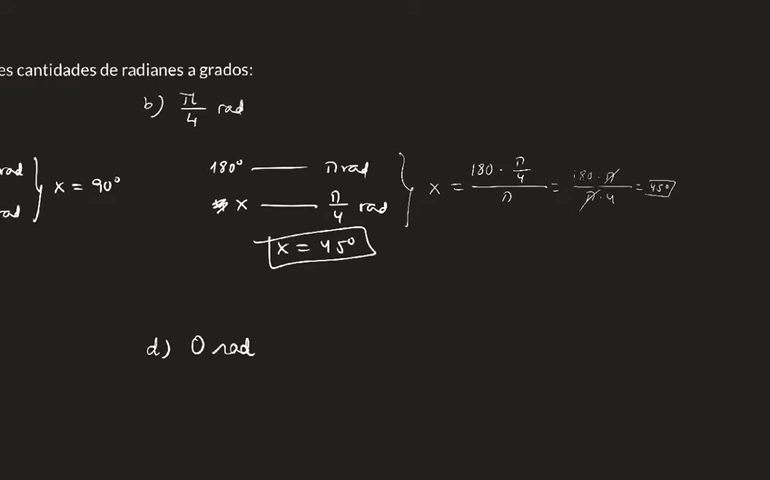 es cantidades de radianes a grados:
b) π/4 rad
rad
ad
x = 90°
180° — π rad
x — π/4 rad
x = (180 · π/4)/π = (180 · π)/(π · 4) = 45°
x = 45°
d) 0 rad